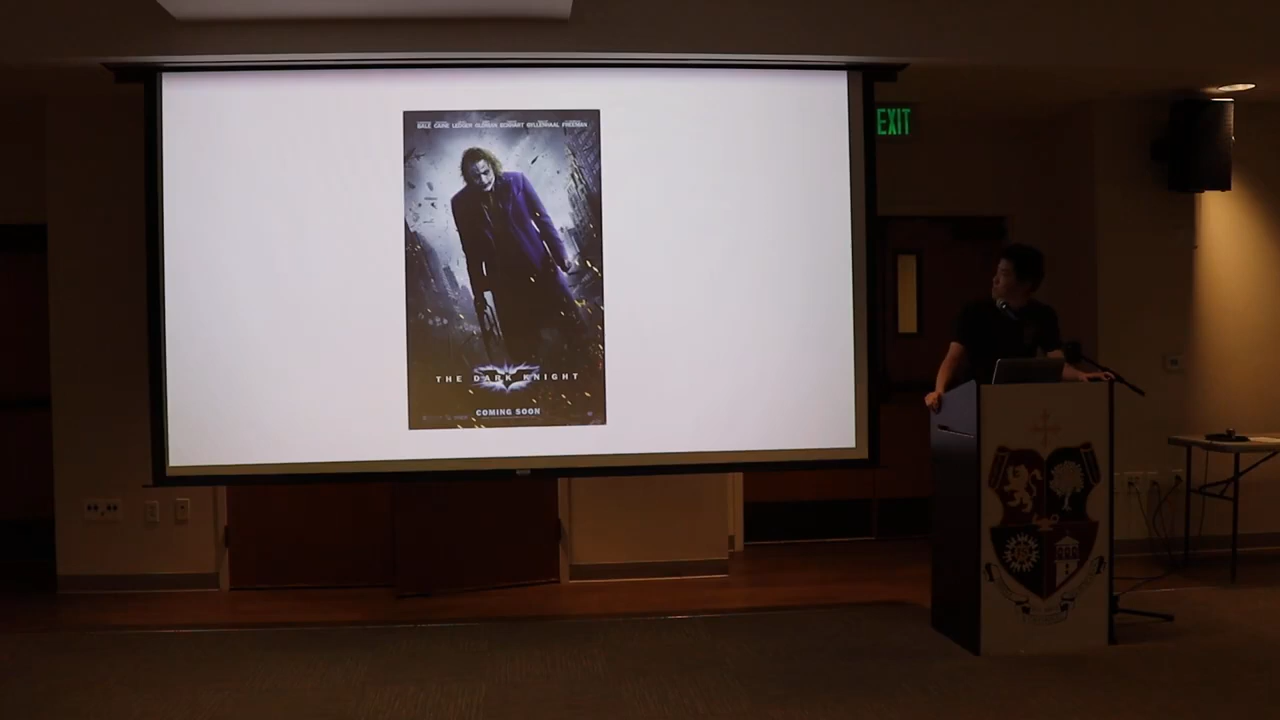 BALE CAINE LEDGER OLDMAN ECKHART GYLLENHAAL FREEMAN
EXIT
THE DARK KNIGHT
COMING SOON